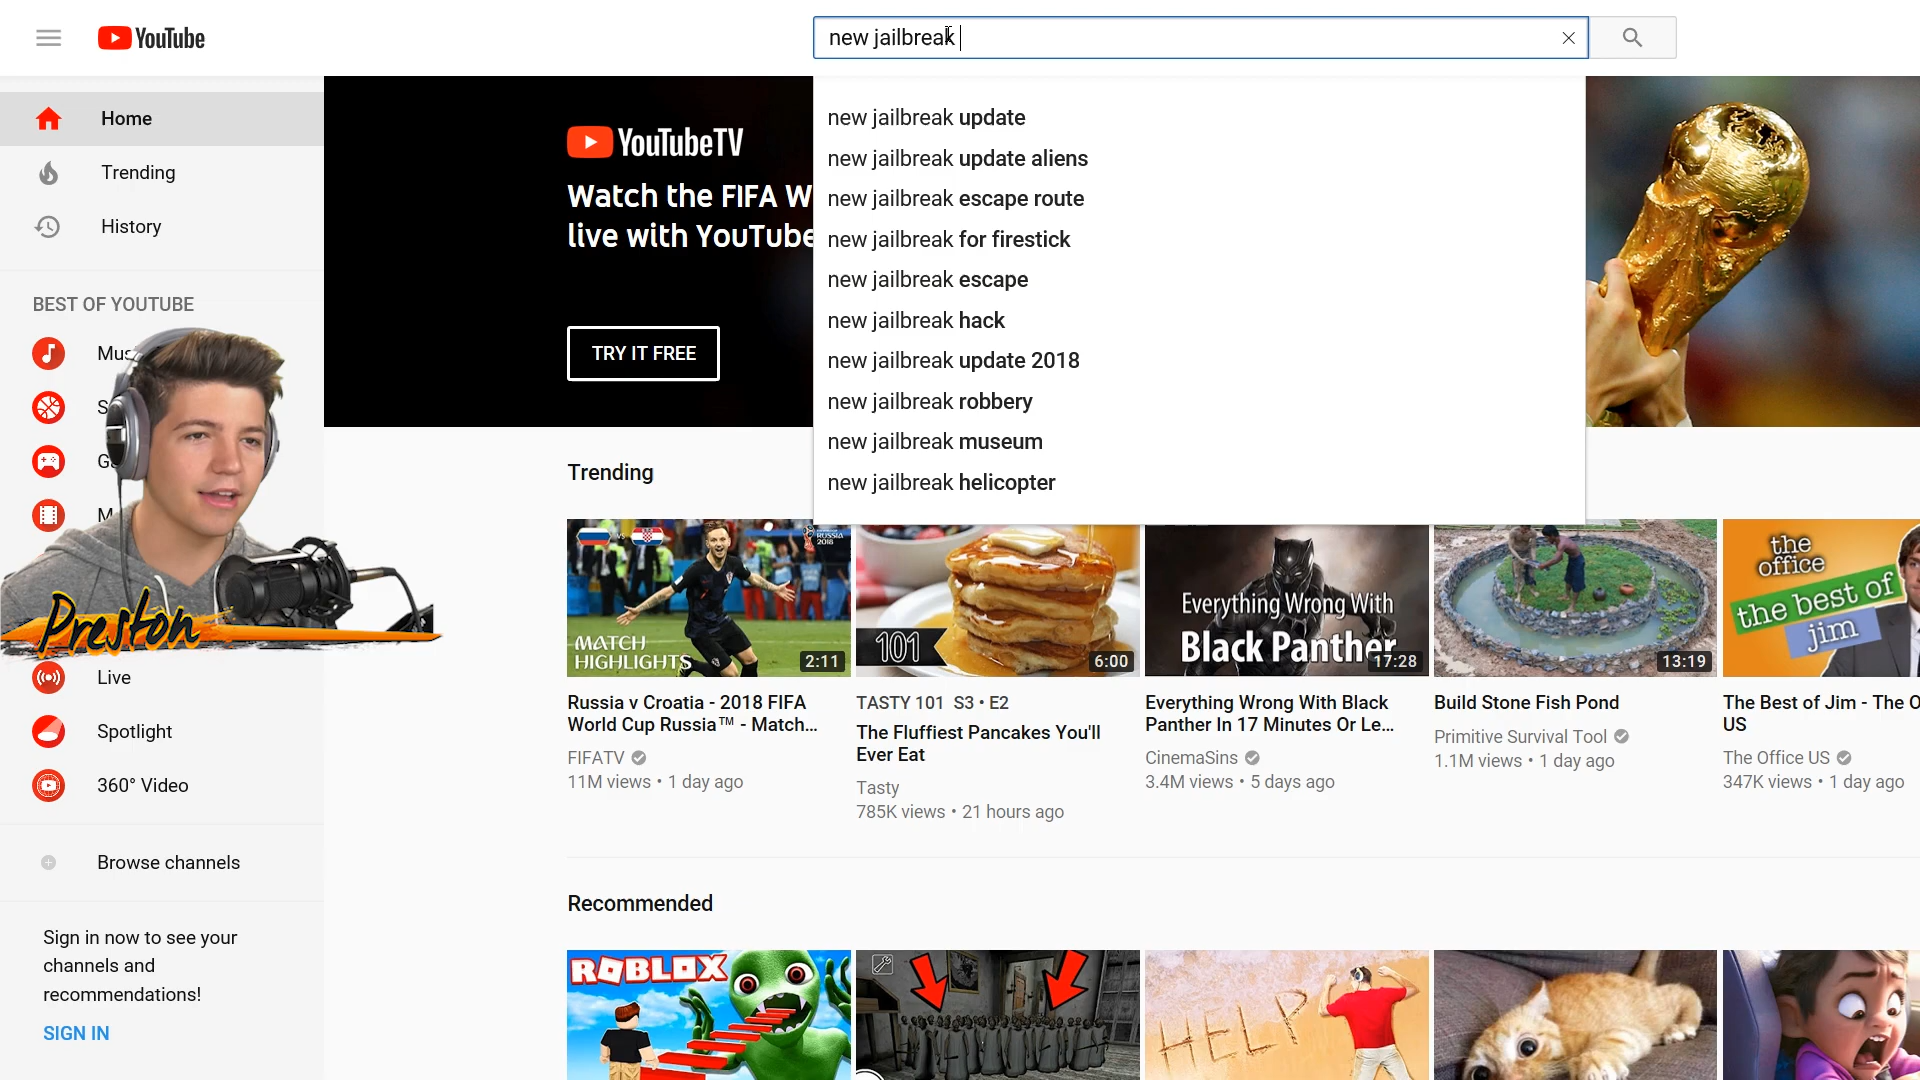 YouTube
new jailbreak
Home
Trending
History
BEST OF YOUTUBE
Mus
S
G
M
Preston
Live
Spotlight
360° Video
Browse channels
Sign in now to see your
channels and
recommendations!
SIGN IN
YouTubeTV
Watch the FIFA W
live with YouTube
TRY IT FREE
new jailbreak update
new jailbreak update aliens
new jailbreak escape route
new jailbreak for firestick
new jailbreak escape
new jailbreak hack
new jailbreak update 2018
new jailbreak robbery
new jailbreak museum
new jailbreak helicopter
Trending
vs
RUSSIA
2018
MATCH
HIGHLIGHTS
2:11
Russia v Croatia - 2018 FIFA
World Cup Russia™ - Match...
FIFATV
11M views • 1 day ago
101
6:00
TASTY 101 S3 • E2
The Fluffiest Pancakes You'll
Ever Eat
Tasty
785K views • 21 hours ago
Everything Wrong With
Black Panther
17:28
Everything Wrong With Black
Panther In 17 Minutes Or Le...
CinemaSins
3.4M views • 5 days ago
13:19
Build Stone Fish Pond
Primitive Survival Tool
1.1M views • 1 day ago
the
office
the best of
jim
The Best of Jim - The O
US
The Office US
347K views • 1 day ago
Recommended
ROBLOX
HELP